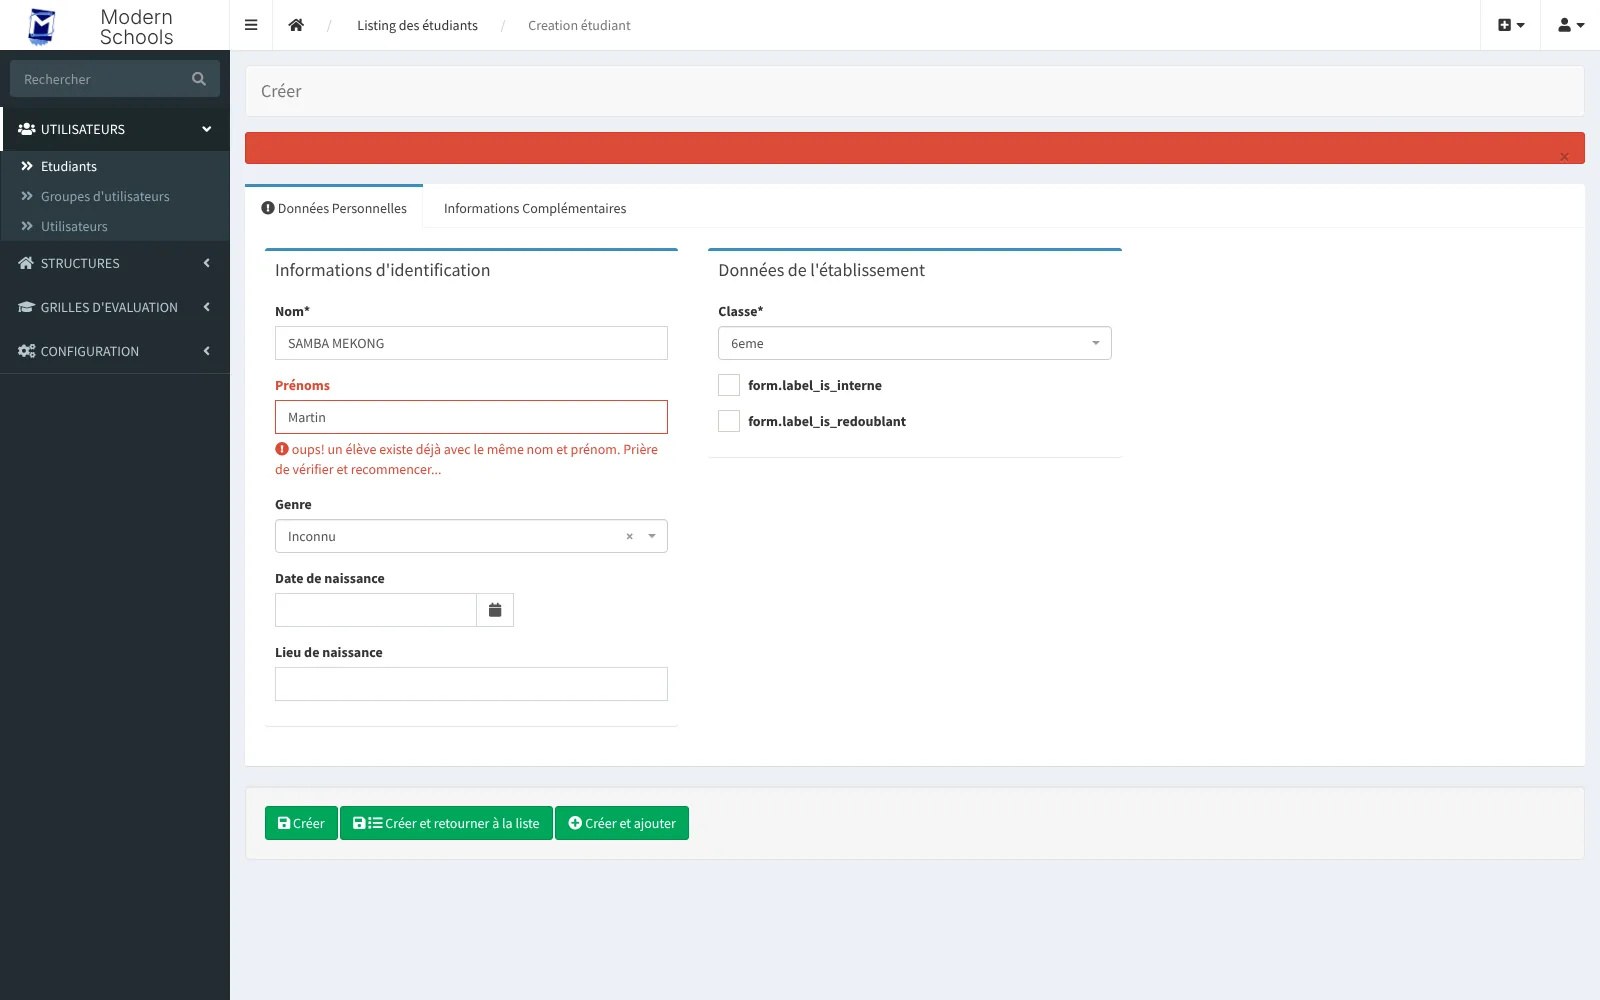 Modern
Schools
Listing des étudiants / Creation étudiant
Rechercher
UTILISATEURS
Etudiants
Groupes d'utilisateurs
Utilisateurs
STRUCTURES
GRILLES D'EVALUATION
CONFIGURATION
Créer
×
Données Personnelles
Informations Complémentaires
Informations d'identification
Nom*
SAMBA MEKONG
Prénoms
Martin
oups! un élève existe déjà avec le même nom et prénom. Prière
de vérifier et recommencer...
Genre
Inconnu ×
Date de naissance
Lieu de naissance
Données de l'établissement
Classe*
6eme
form.label_is_interne
form.label_is_redoublant
Créer
Créer et retourner à la liste
Créer et ajouter